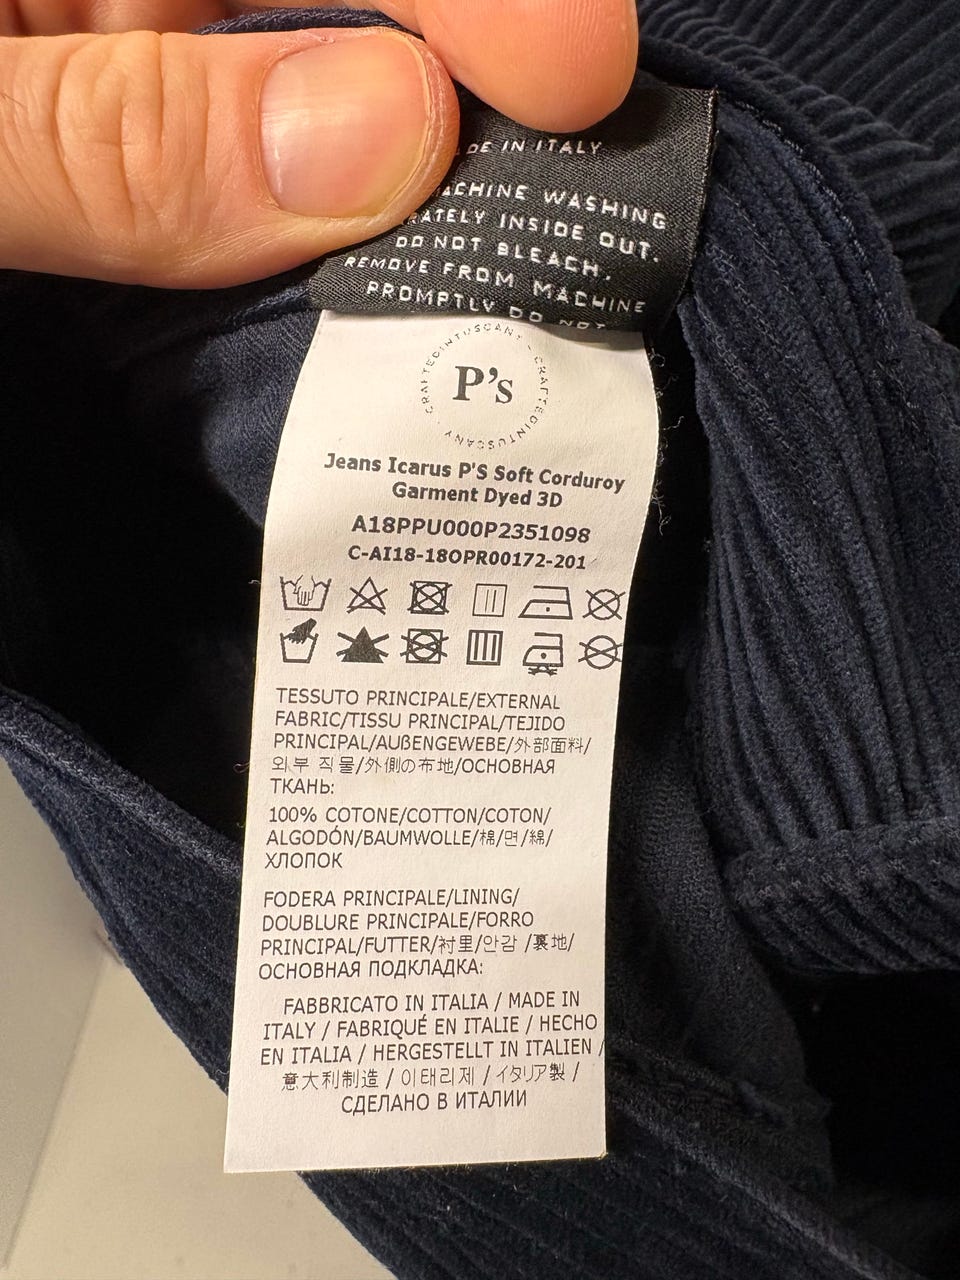 IN ITALY
MACHINE WASHING
INSIDE OUT.
DO NOT BLEACH.
REMOVE FROM MACHINE
PROMPTLY DO NOT
CRAFTEDINTUSCANY - CRAFTEDINTUSCANY -
P's
Jeans Icarus P'S Soft Corduroy
Garment Dyed 3D
A18PPU000P2351098
C-AI18-18OPR00172-201
TESSUTO PRINCIPALE/EXTERNAL
FABRIC/TISSU PRINCIPAL/TEJIDO
PRINCIPAL/AUßENGEWEBE/外部面料/
외부 직물/外側の布地/ОСНОВНАЯ
ТКАНЬ:
100% COTONE/COTTON/COTON/
ALGODÓN/BAUMWOLLE/棉/면/綿/
ХЛОПОК
FODERA PRINCIPALE/LINING/
DOUBLURE PRINCIPALE/FORRO
PRINCIPAL/FUTTER/衬里/안감 /裏地/
ОСНОВНАЯ ПОДКЛАДКА:
FABBRICATO IN ITALIA / MADE IN
ITALY / FABRIQUÉ EN ITALIE / HECHO
EN ITALIA / HERGESTELLT IN ITALIEN /
意大利制造 / 이태리제 / イタリア製 /
СДЕЛАНО В ИТАЛИИ